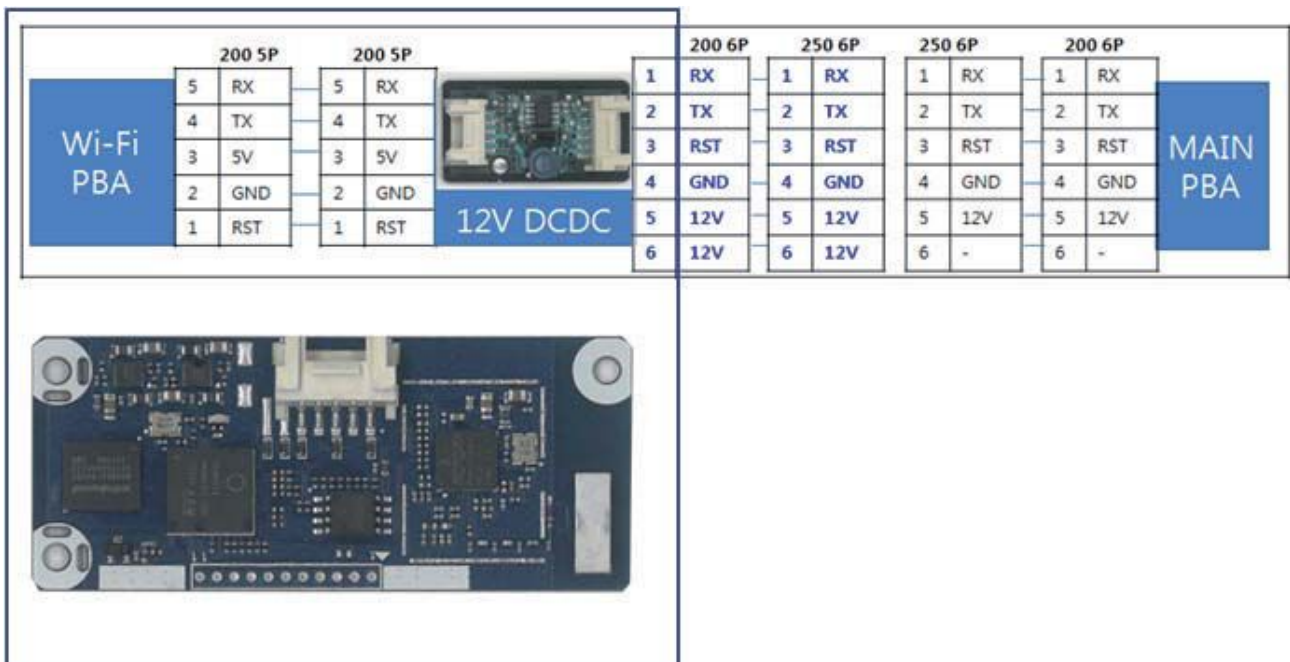 200 5P 200 5P 200 6P 250 6P 250 6P 200 6P
5 RX 5 RX 1 RX 1 RX 1 RX 1 RX
4 TX 4 TX 2 TX 2 TX 2 TX 2 TX
3 5V 3 5V 3 RST 3 RST 3 RST 3 RST
2 GND 2 GND 4 GND 4 GND 4 GND 4 GND
1 RST 1 RST 5 12V 5 12V 5 12V 5 12V
6 12V 6 12V 6 - 6 -
Wi-Fi
PBA
12V DCDC
MAIN
PBA